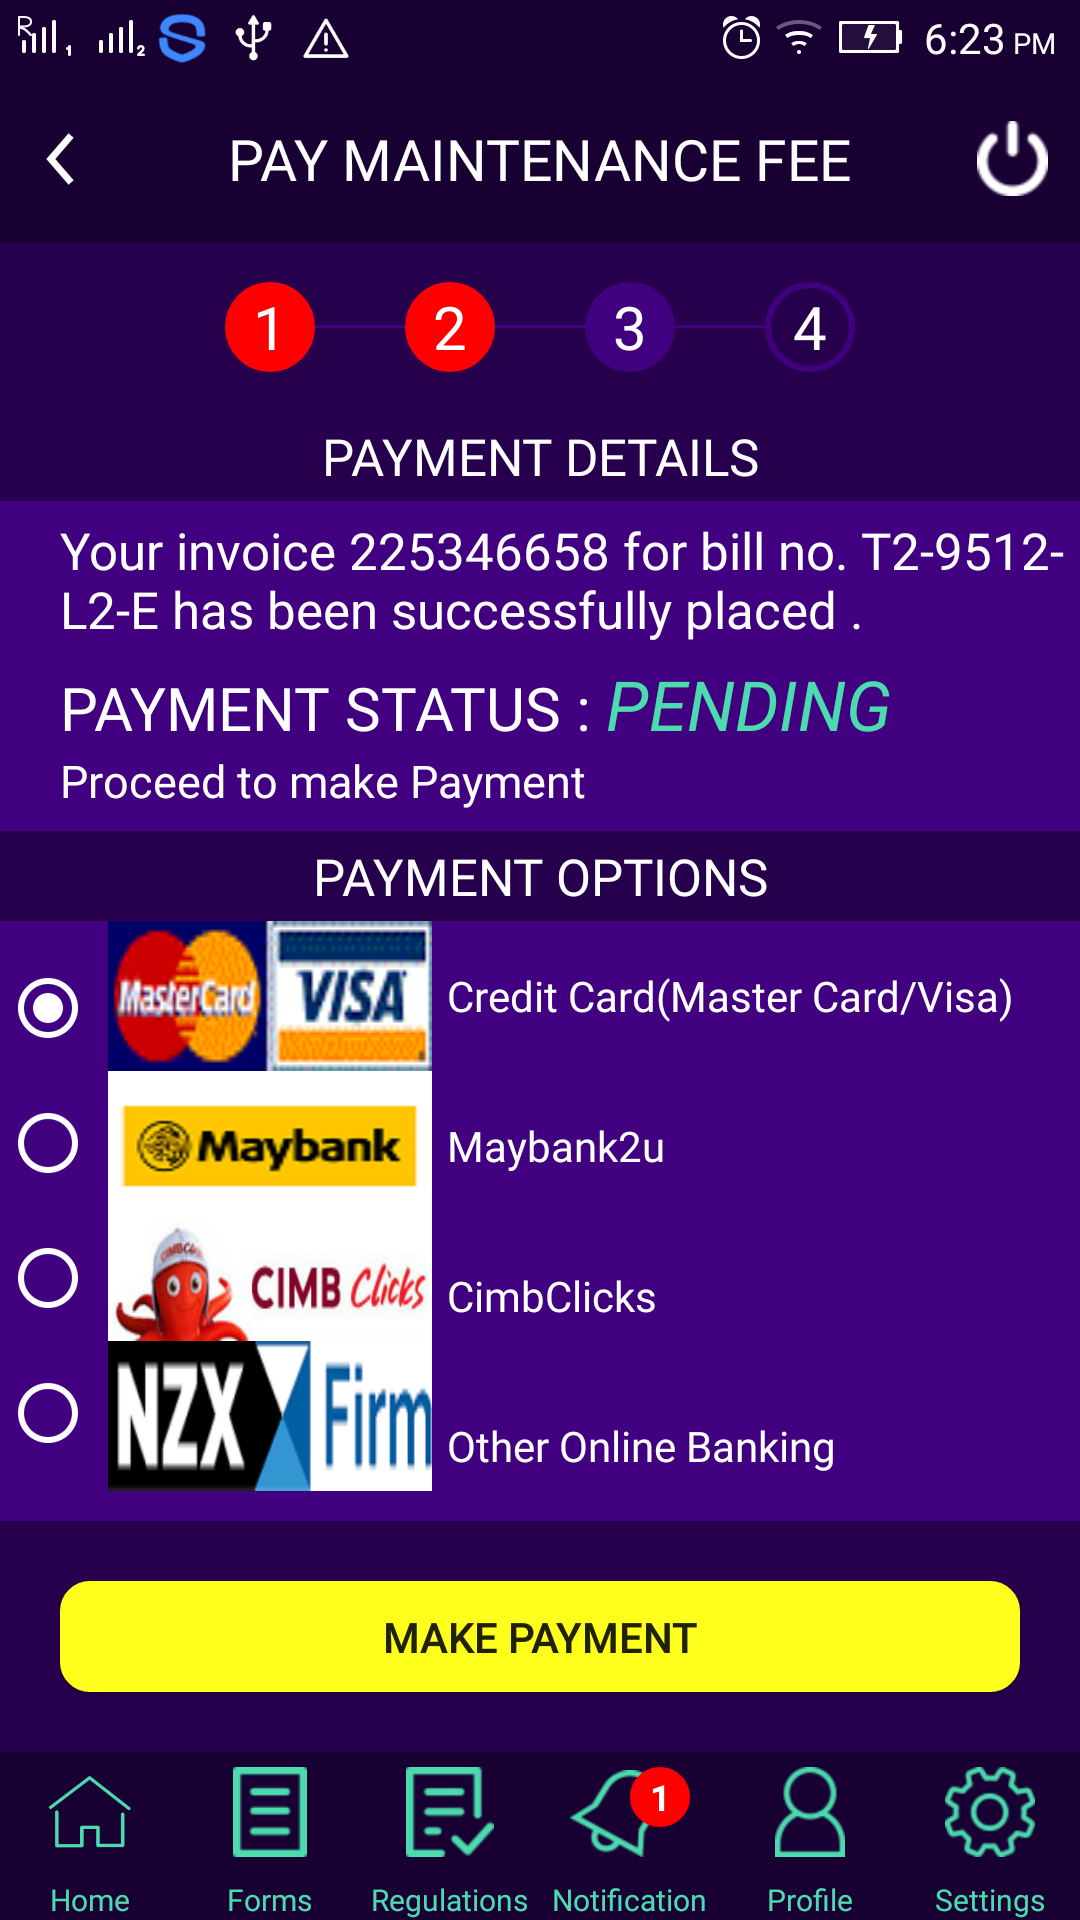 R 1 2 S 6:23 PM
PAY MAINTENANCE FEE
1 2 3 4
PAYMENT DETAILS
Your invoice 225346658 for bill no. T2-9512-
L2-E has been successfully placed .
PAYMENT STATUS : PENDING
Proceed to make Payment
PAYMENT OPTIONS
MasterCard VISA Credit Card(Master Card/Visa)
Maybank Maybank2u
CIMB Clicks CimbClicks
NZX Firm Other Online Banking
MAKE PAYMENT
1
Home Forms Regulations Notification Profile Settings